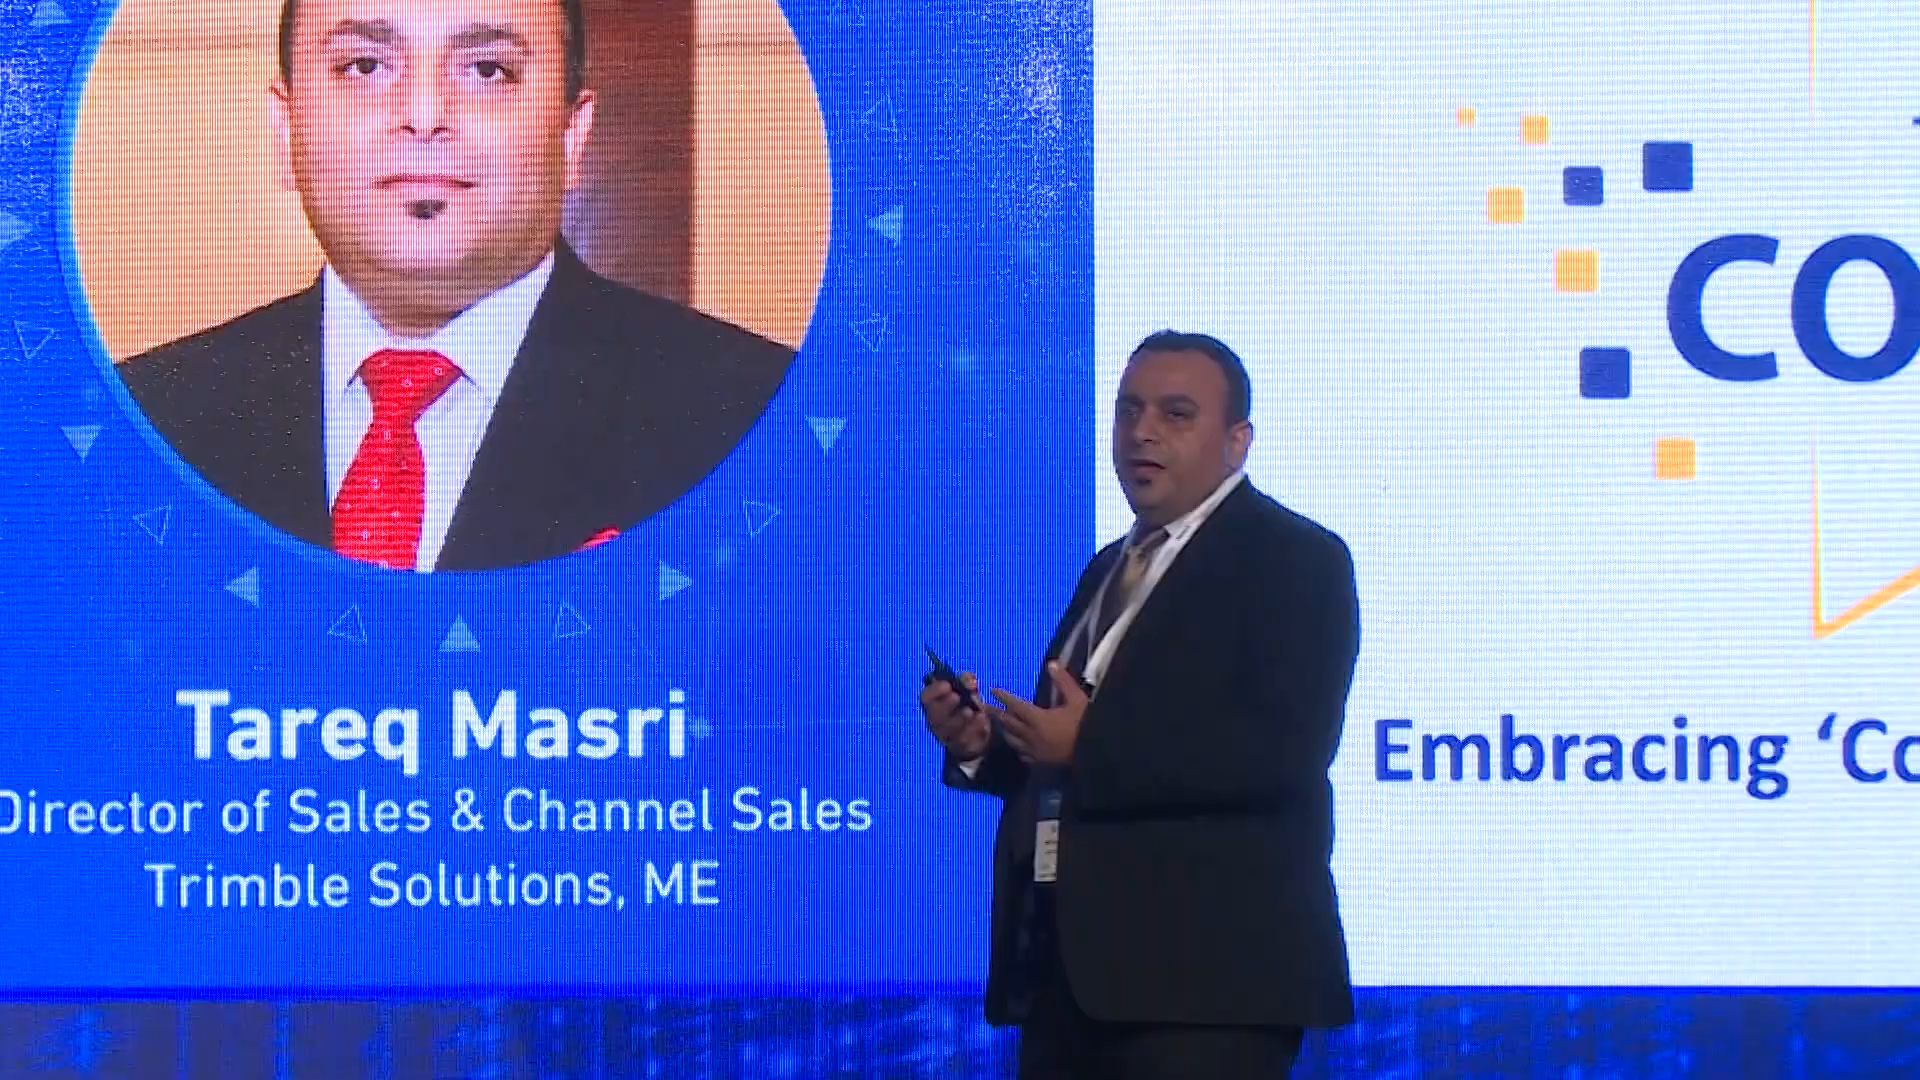 Tareq Masri
Director of Sales & Channel Sales
Trimble Solutions, ME
CO
Embracing ‘Co